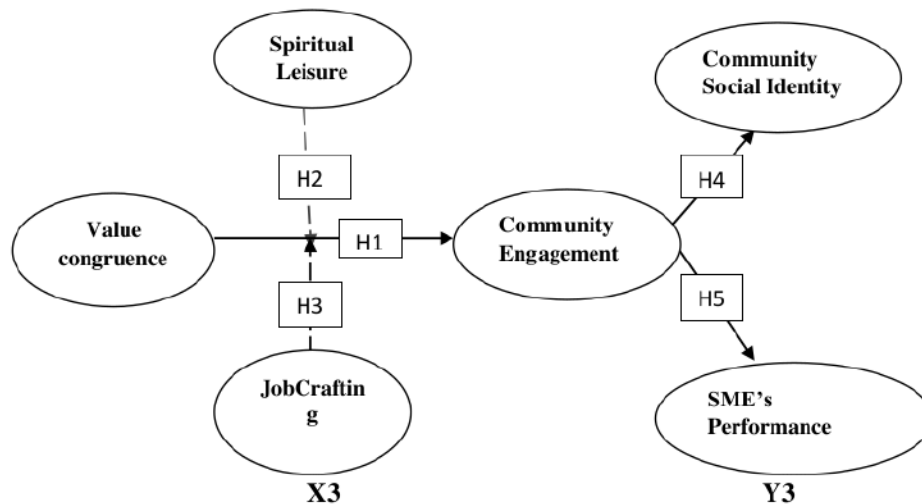 Spiritual
Leisure
Community
Social Identity
H2
H4
Value
congruence
H1
Community
Engagement
H3
H5
JobCraftin
g
SME's
Performance
X3
Y3